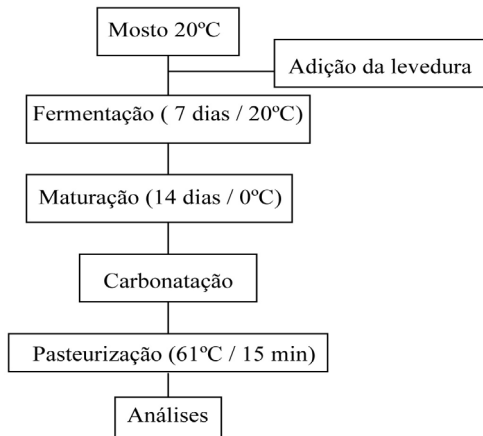 Mosto 20ºC
Adição da levedura
Fermentação ( 7 dias / 20ºC)
Maturação (14 dias / 0ºC)
Carbonatação
Pasteurização (61ºC / 15 min)
Análises